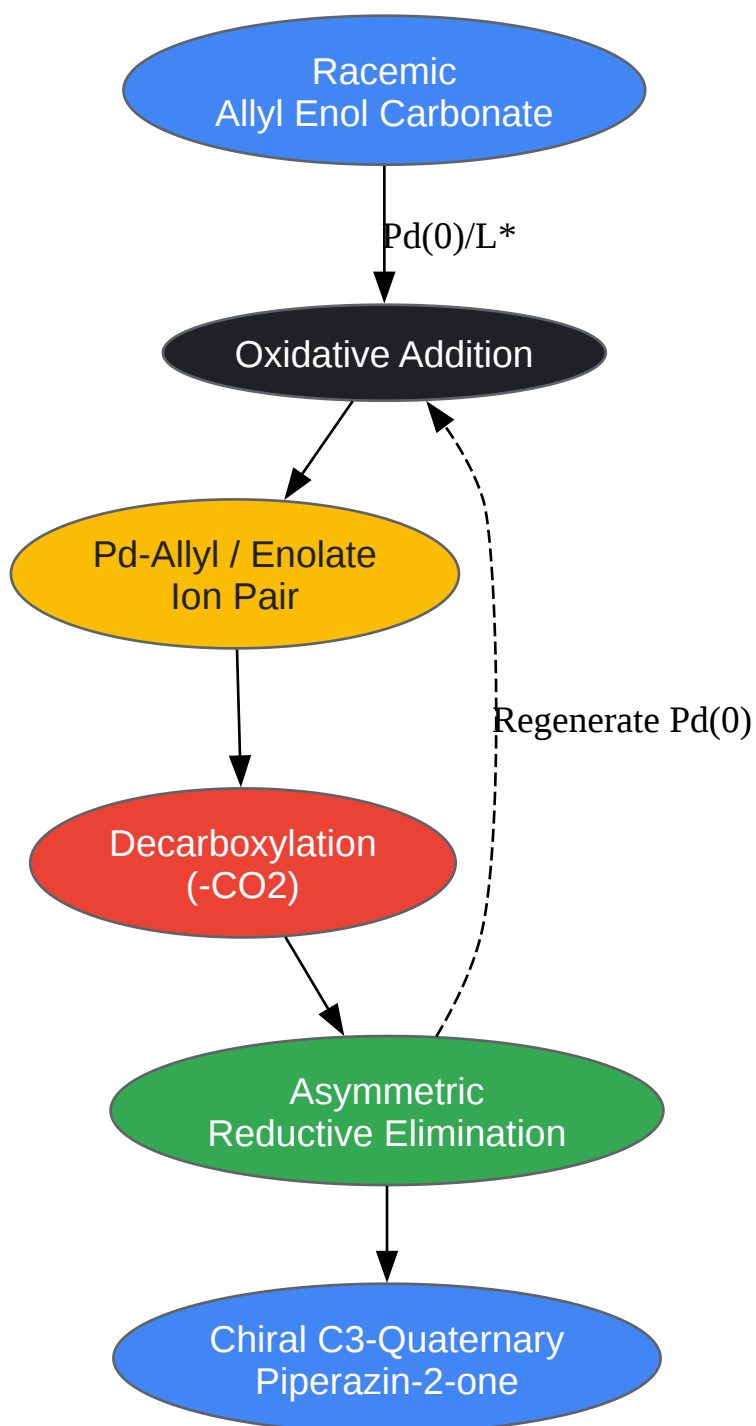 Racemic
Allyl Enol Carbonate
Pd(0)/L*
Oxidative Addition
Pd-Allyl / Enolate
Ion Pair
Regenerate Pd(0)
Decarboxylation
(-CO2)
Asymmetric
Reductive Elimination
Chiral C3-Quaternary
Piperazin-2-one